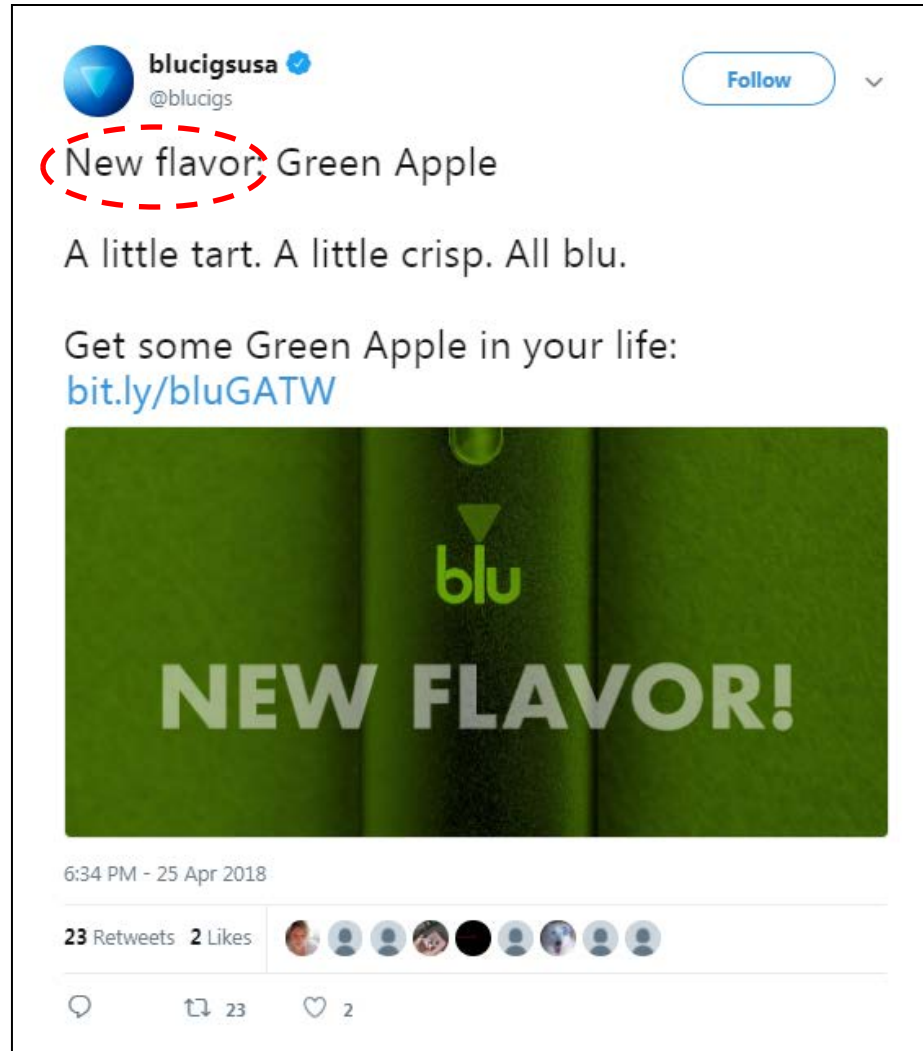 blucigsusa
@blucigs
Follow
New flavor: Green Apple
A little tart. A little crisp. All blu.
Get some Green Apple in your life:
bit.ly/bluGATW
blu
NEW FLAVOR!
6:34 PM - 25 Apr 2018
23 Retweets 2 Likes
23 2